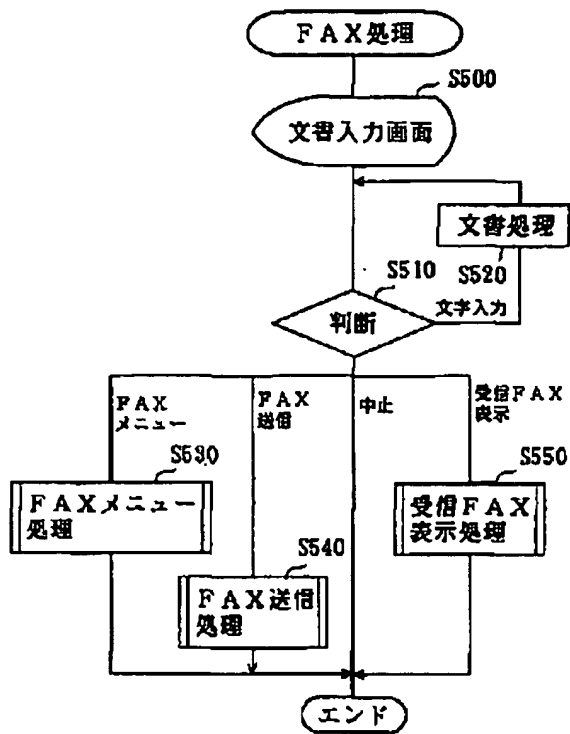 FAX処理
S500
文書入力画面
文書処理
S520
S510
判断
文字入力
FAX
メニュー
FAX
送信
中止
受信FAX
表示
S530
FAXメニュー
処理
S540
FAX送信
処理
S550
受信FAX
表示処理
エンド